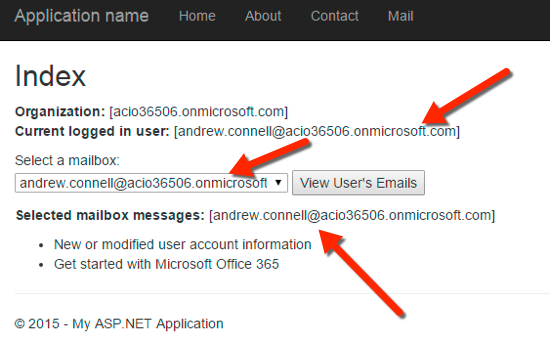 Application name Home About Contact Mail
Index
Organization: [acio36506.onmicrosoft.com]
Current logged in user: [andrew.connell@acio36506.onmicrosoft.com]
Select a mailbox:
andrew.connell@acio36506.onmicrosoft View User's Emails
Selected mailbox messages: [andrew.connell@acio36506.onmicrosoft.com]
New or modified user account information
Get started with Microsoft Office 365
© 2015 - My ASP.NET Application